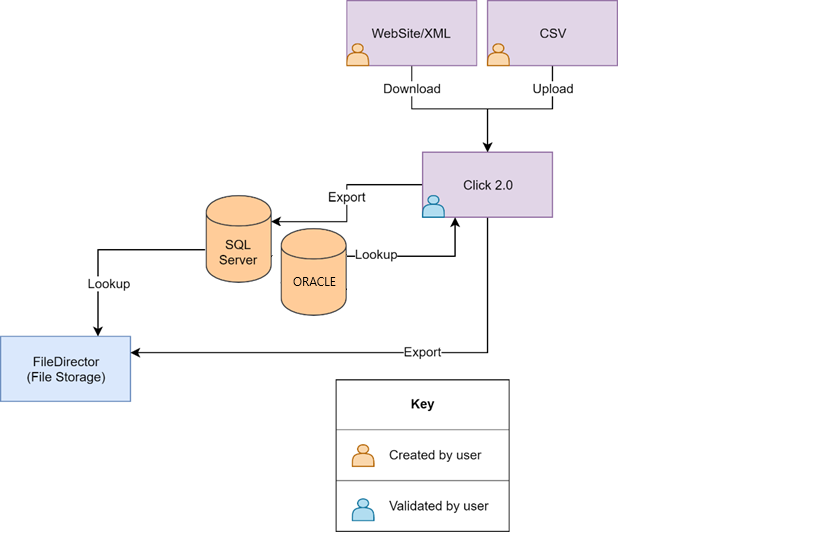 WebSite/XML
CSV
Download
Upload
Click 2.0
Export
SQL
Server
Lookup
ORACLE
Lookup
Export
FileDirector
(File Storage)
Key
Created by user
Validated by user